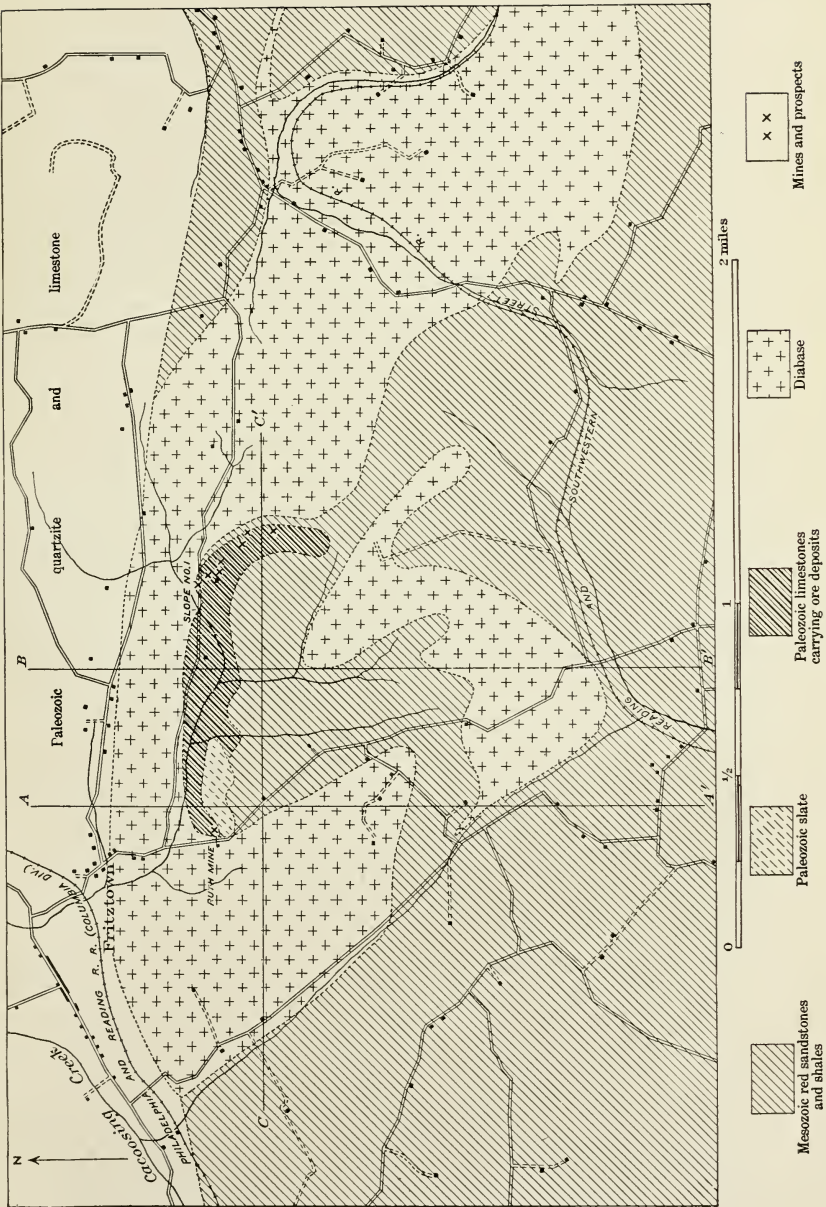 N
Cacoosing Creek
PHILADELPHIA AND READING R. R. (COLUMBIA DIV.)
Fritztown
Paleozoic quartzite and limestone
A
B
SLOPE NO.1
RUTH MINE
C
C'
A'
B'
READING AND SOUTHWESTERN STREET
0
½
1
2 miles
Mesozoic red sandstones
and shales
Paleozoic slate
Paleozoic limestones
carrying ore deposits
Diabase
Mines and prospects